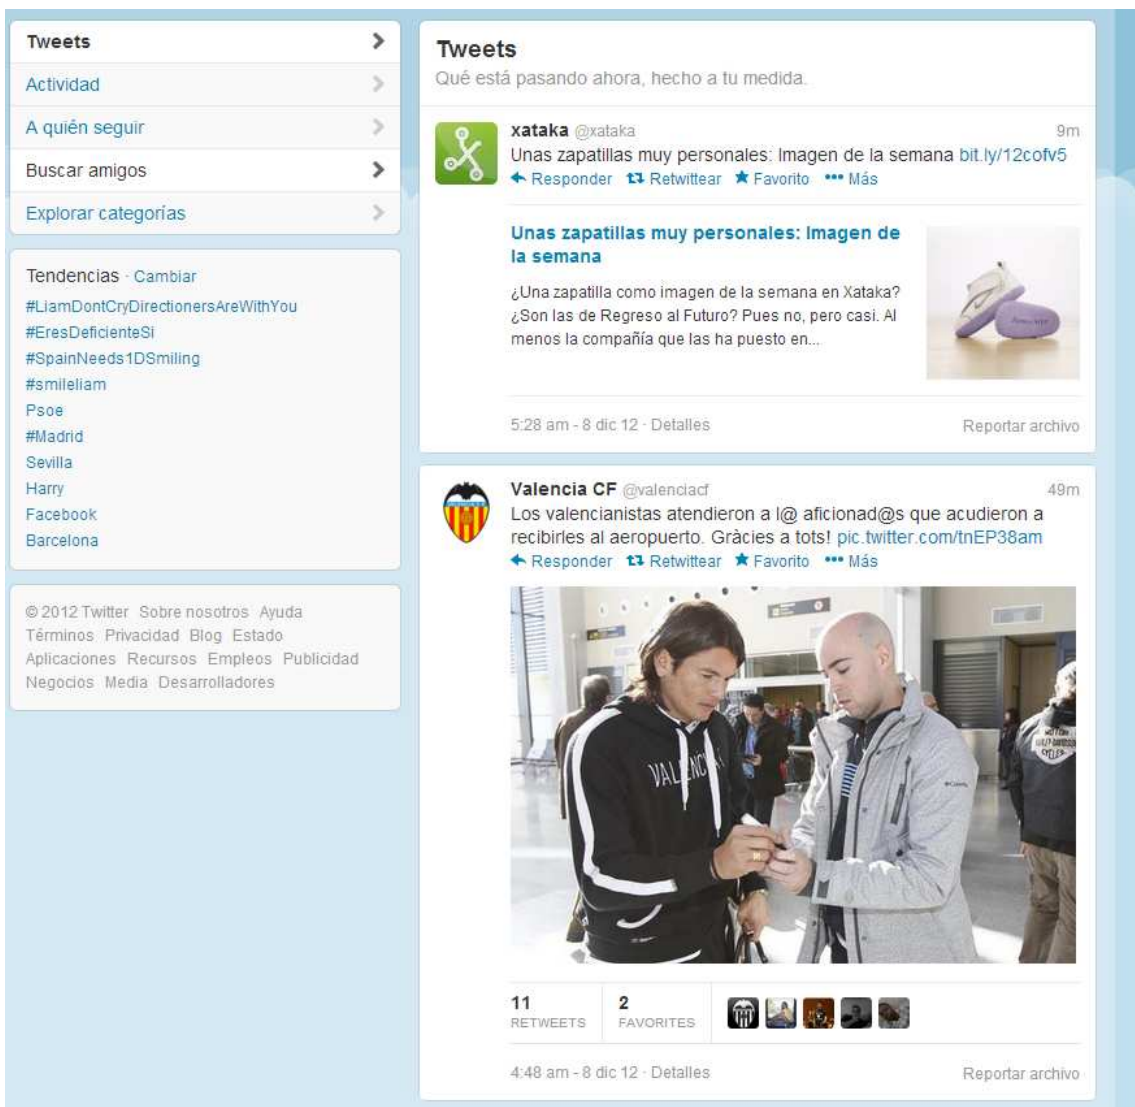 Tweets
Actividad
A quién seguir
Buscar amigos
Explorar categorías
Tendencias · Cambiar
#LiamDontCryDirectionersAreWithYou
#EresDeficienteSi
#SpainNeeds1DSmiling
#smileliam
Psoe
#Madrid
Sevilla
Harry
Facebook
Barcelona
© 2012 Twitter Sobre nosotros Ayuda
Términos Privacidad Blog Estado
Aplicaciones Recursos Empleos Publicidad
Negocios Media Desarrolladores
Tweets
Qué está pasando ahora, hecho a tu medida.
xataka @xataka 9m
Unas zapatillas muy personales: Imagen de la semana bit.ly/12cofv5
Responder Retwittear Favorito Más
Unas zapatillas muy personales: Imagen de
la semana
¿Una zapatilla como imagen de la semana en Xataka?
¿Son las de Regreso al Futuro? Pues no, pero casi. Al
menos la compañía que las ha puesto en...
5:28 am - 8 dic 12 · Detalles Reportar archivo
Valencia CF @valenciacf 49m
Los valencianistas atendieron a l@ aficionad@s que acudieron a
recibirles al aeropuerto. Gràcies a tots! pic.twitter.com/tnEP38am
Responder Retwittear Favorito Más
VALENCIA
11 RETWEETS
2 FAVORITES
4:48 am - 8 dic 12 · Detalles Reportar archivo